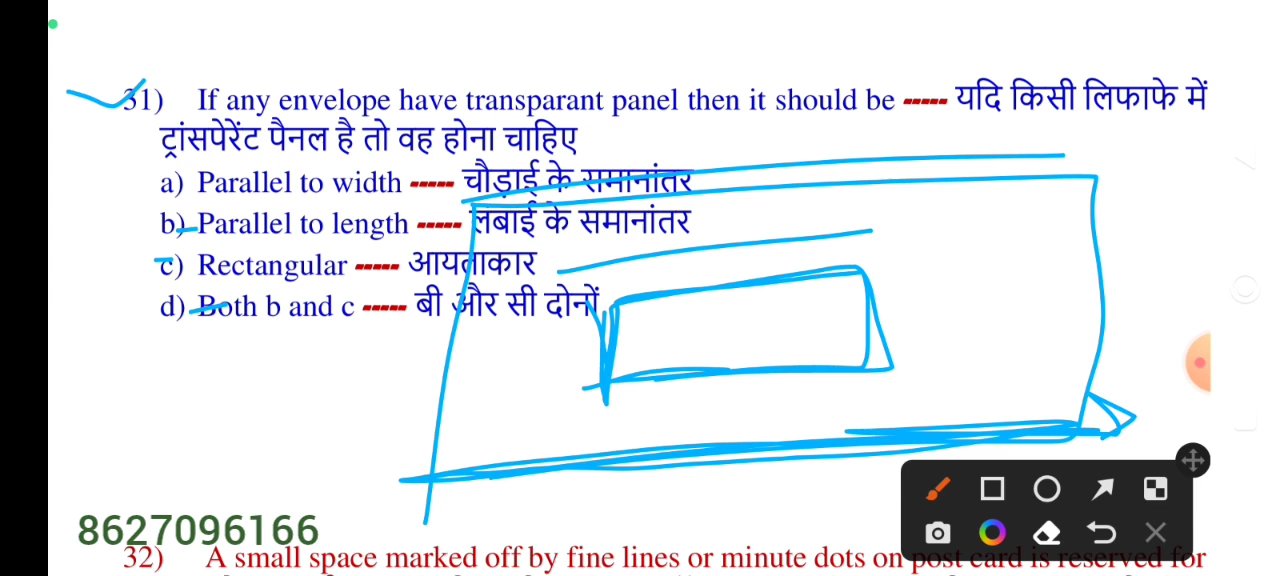 31) If any envelope have transparant panel then it should be ----- यदि किसी लिफाफे में
ट्रांसपेरेंट पैनल है तो वह होना चाहिए
a) Parallel to width ----- चौड़ाई के समानांतर
b) Parallel to length ----- लंबाई के समानांतर
c) Rectangular ----- आयताकार
d) Both b and c ----- बी और सी दोनों
8627096166
32) A small space marked off by fine lines or minute dots on post card is reserved for